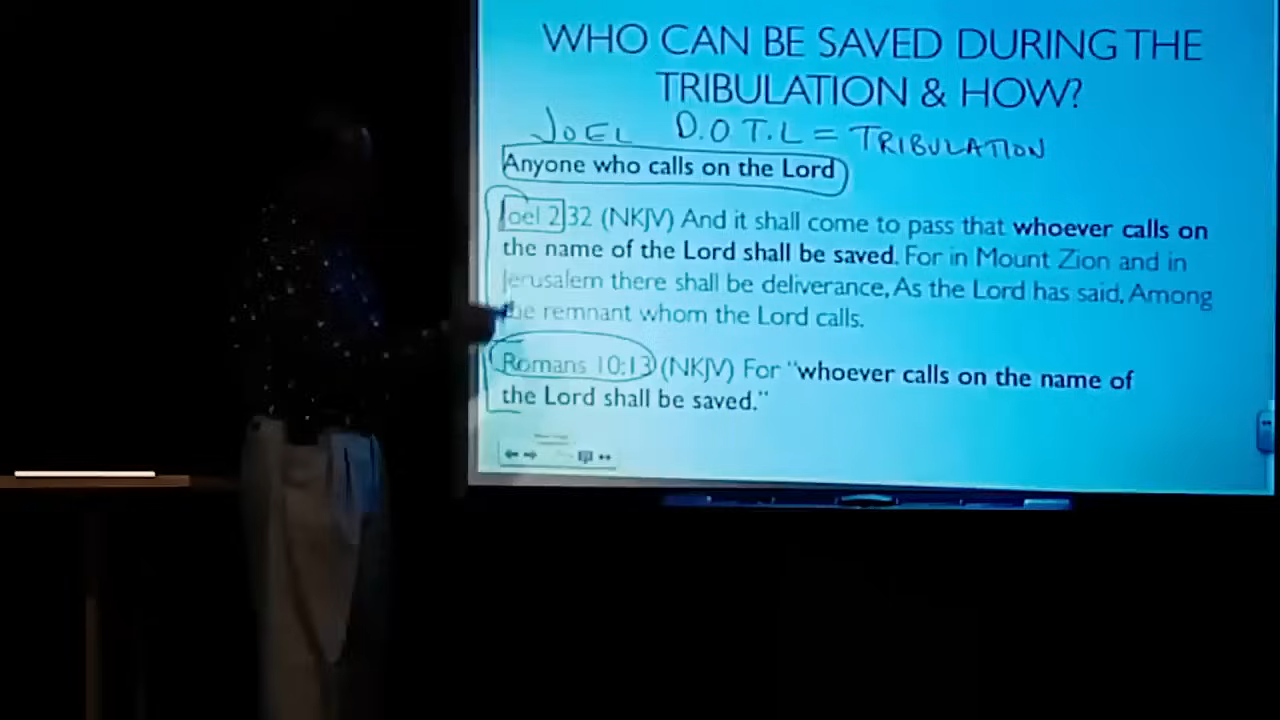 WHO CAN BE SAVED DURING THE
TRIBULATION & HOW?
JOEL D.O T.L = TRIBULATION
Anyone who calls on the Lord
Joel 2:32 (NKJV) And it shall come to pass that whoever calls on
the name of the Lord shall be saved. For in Mount Zion and in
Jerusalem there shall be deliverance, As the Lord has said, Among
the remnant whom the Lord calls.
Romans 10:13 (NKJV) For "whoever calls on the name of
the Lord shall be saved."